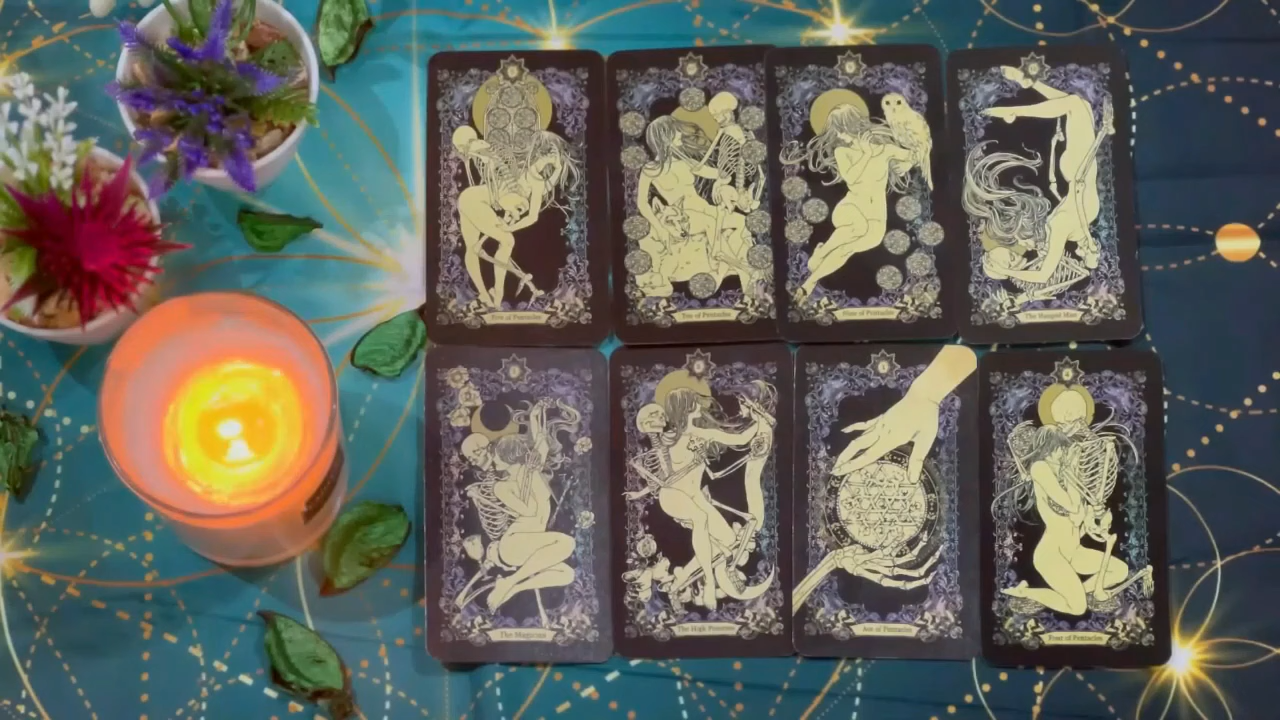 Five of Pentacles
Ten of Pentacles
Nine of Pentacles
The Hanged Man
The Magician
The High Priestess
Ace of Pentacles
Four of Pentacles